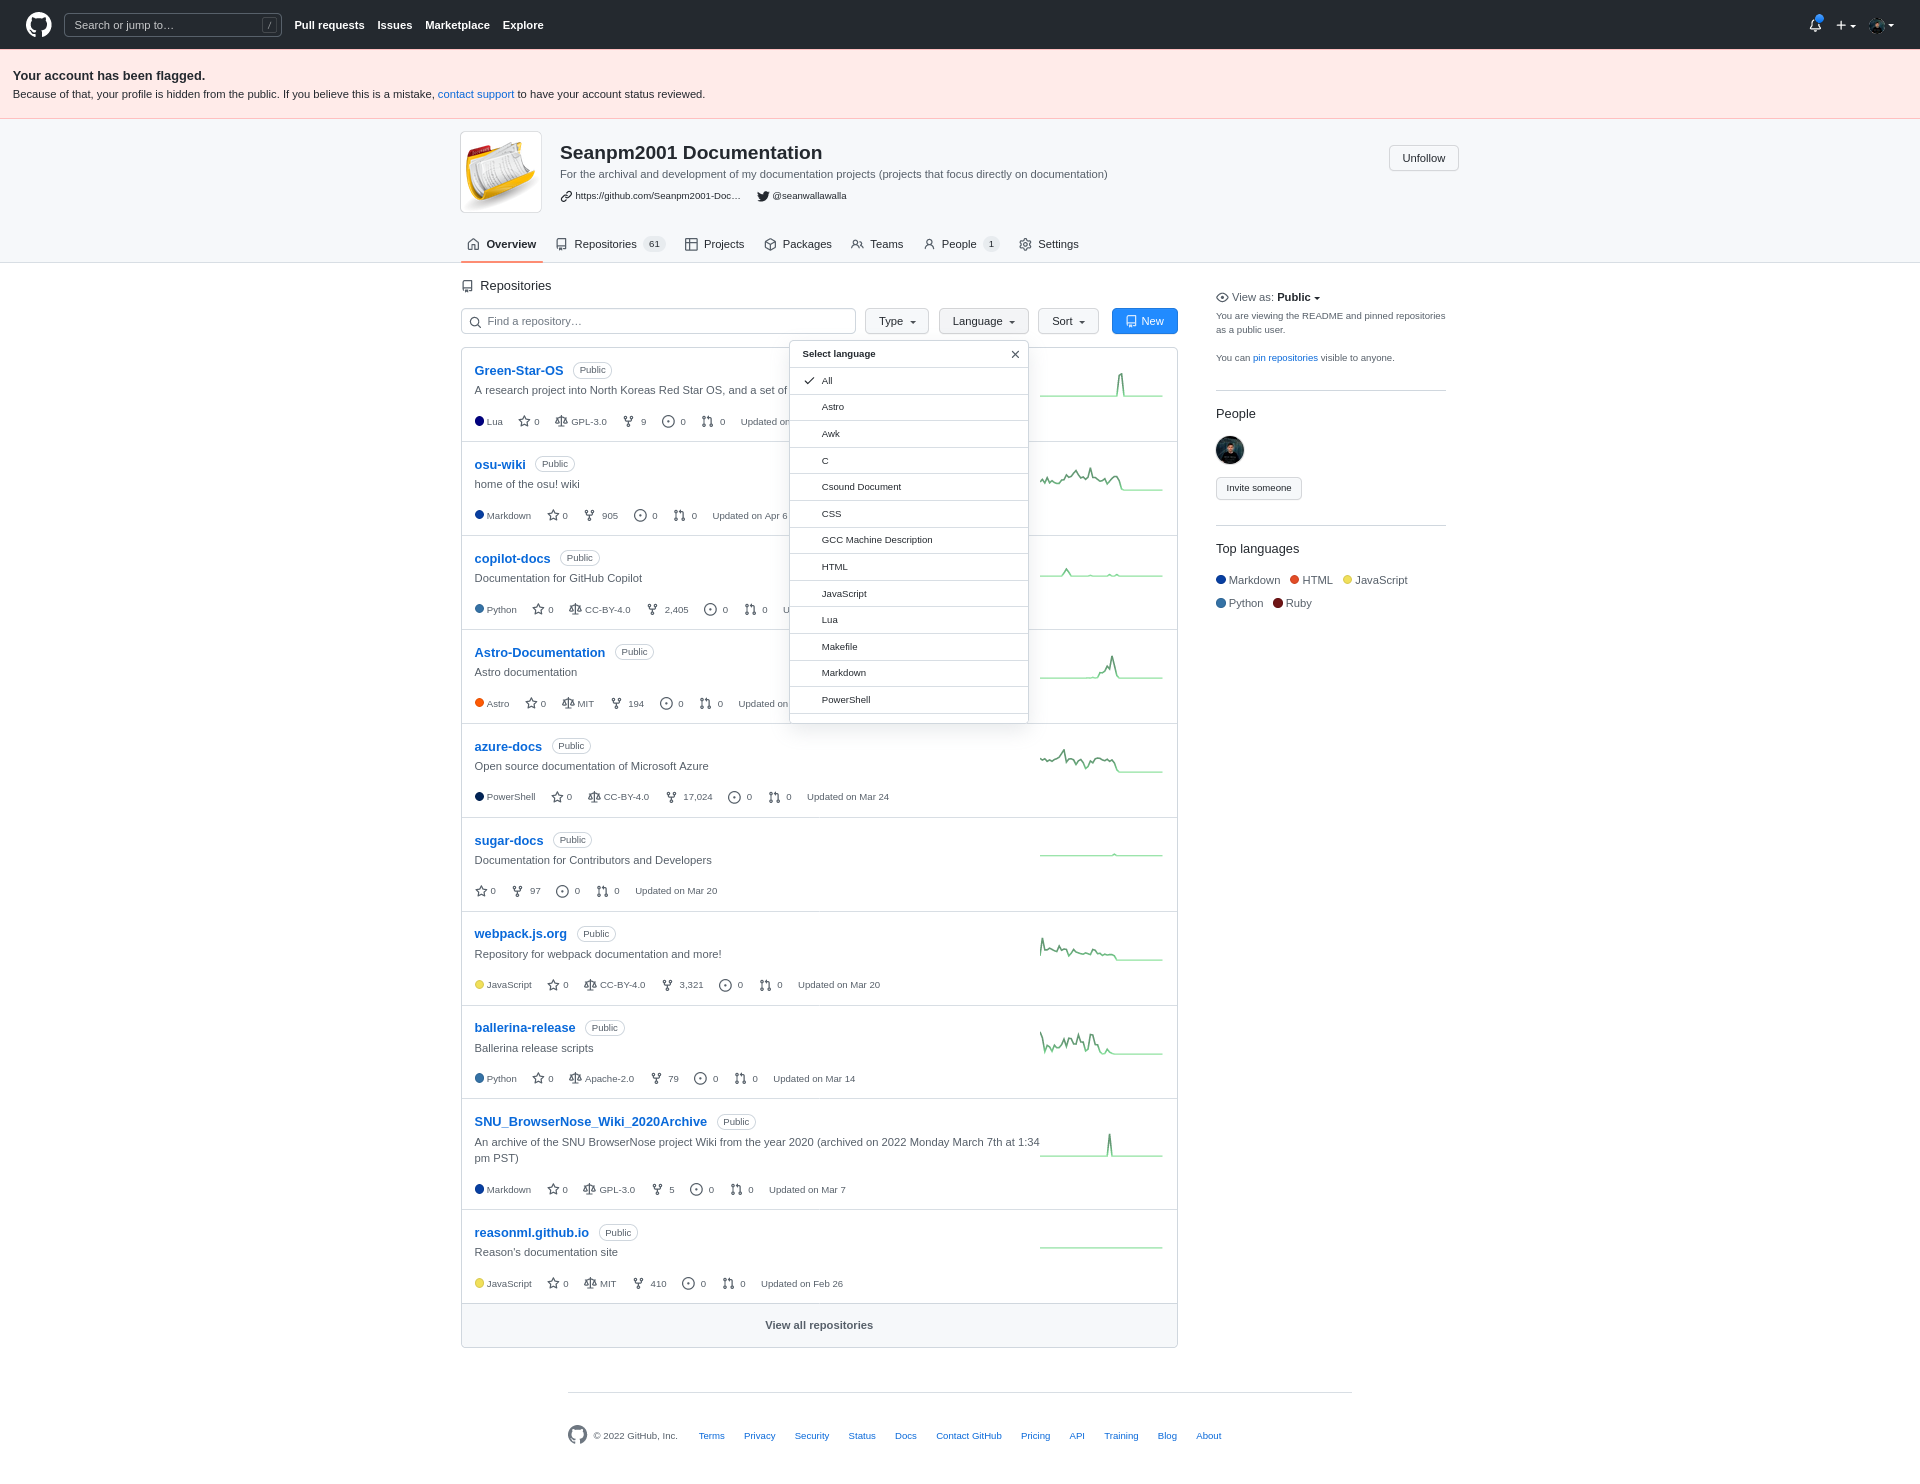 Search or jump to…
/
Pull requests
Issues
Marketplace
Explore
Your account has been flagged.
Because of that, your profile is hidden from the public. If you believe this is a mistake, contact support to have your account status reviewed.
Seanpm2001 Documentation
For the archival and development of my documentation projects (projects that focus directly on documentation)
https://github.com/Seanpm2001-Doc…
@seanwallawalla
Unfollow
Overview
Repositories 61
Projects
Packages
Teams
People 1
Settings
Repositories
Find a repository…
Type
Language
Sort
New
Select language
All
Astro
Awk
C
Csound Document
CSS
GCC Machine Description
HTML
JavaScript
Lua
Makefile
Markdown
PowerShell
Green-Star-OS Public
A research project into North Koreas Red Star OS, and a set of
Lua 0 GPL-3.0 9 0 0 Updated on
osu-wiki Public
home of the osu! wiki
Markdown 0 905 0 0 Updated on Apr 6
copilot-docs Public
Documentation for GitHub Copilot
Python 0 CC-BY-4.0 2,405 0 0
Astro-Documentation Public
Astro documentation
Astro 0 MIT 194 0 0 Updated on
azure-docs Public
Open source documentation of Microsoft Azure
PowerShell 0 CC-BY-4.0 17,024 0 0 Updated on Mar 24
sugar-docs Public
Documentation for Contributors and Developers
0 97 0 0 Updated on Mar 20
webpack.js.org Public
Repository for webpack documentation and more!
JavaScript 0 CC-BY-4.0 3,321 0 0 Updated on Mar 20
ballerina-release Public
Ballerina release scripts
Python 0 Apache-2.0 79 0 0 Updated on Mar 14
SNU_BrowserNose_Wiki_2020Archive Public
An archive of the SNU BrowserNose project Wiki from the year 2020 (archived on 2022 Monday March 7th at 1:34
pm PST)
Markdown 0 GPL-3.0 5 0 0 Updated on Mar 7
reasonml.github.io Public
Reason's documentation site
JavaScript 0 MIT 410 0 0 Updated on Feb 26
View all repositories
View as: Public
You are viewing the README and pinned repositories
as a public user.
You can pin repositories visible to anyone.
People
Invite someone
Top languages
Markdown HTML JavaScript
Python Ruby
© 2022 GitHub, Inc.
Terms
Privacy
Security
Status
Docs
Contact GitHub
Pricing
API
Training
Blog
About